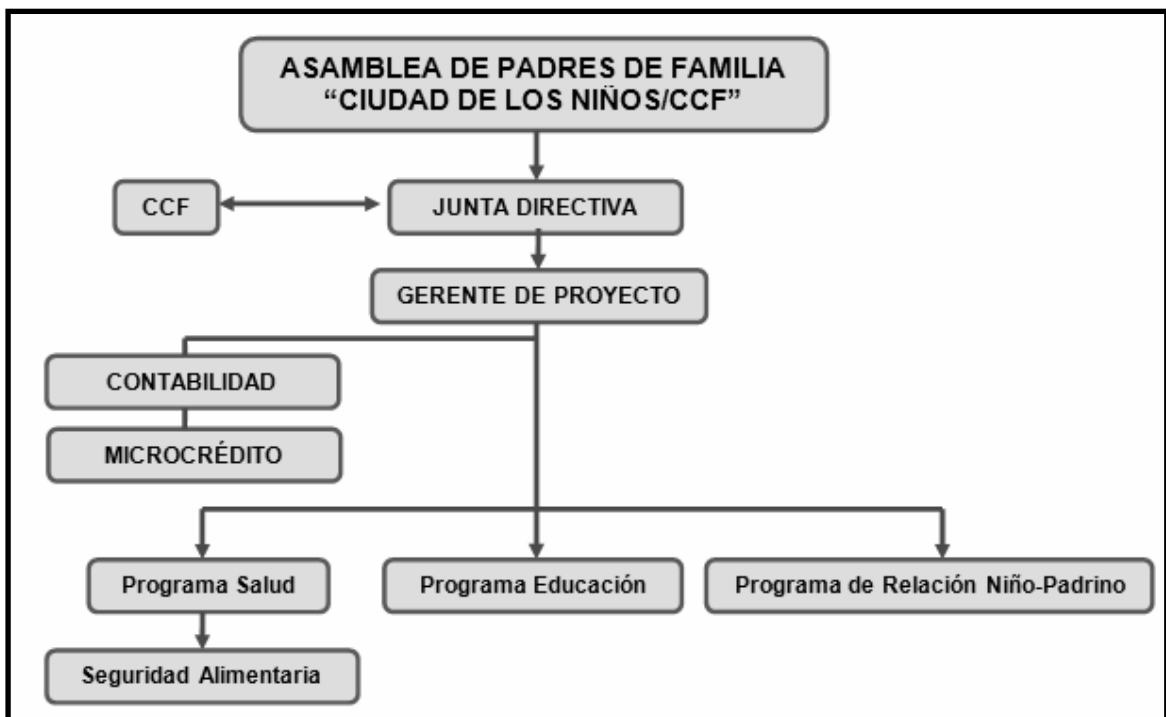 ASAMBLEA DE PADRES DE FAMILIA
“CIUDAD DE LOS NIÑOS/CCF”
CCF
JUNTA DIRECTIVA
GERENTE DE PROYECTO
CONTABILIDAD
MICROCRÉDITO
Programa Salud
Programa Educación
Programa de Relación Niño-Padrino
Seguridad Alimentaria